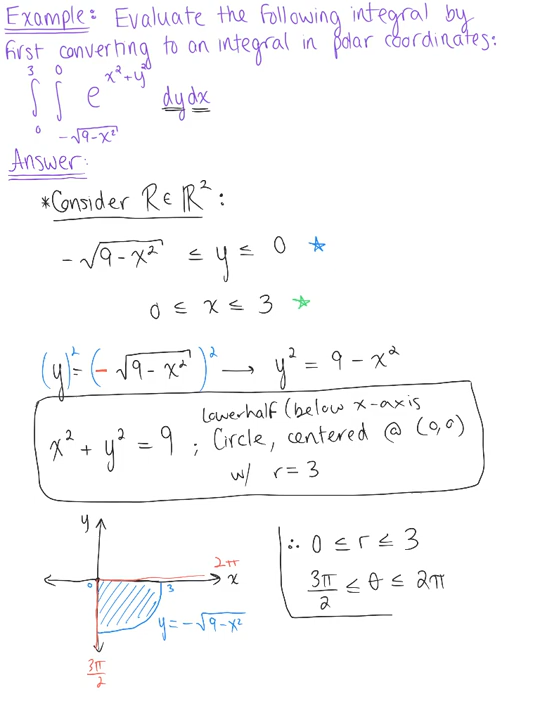 Example: Evaluate the following integral by
first converting to an integral in polar coordinates:
∫₀³ ∫_{-√(9-x²)}^0 e^{x²+y²} dydx
Answer:
*Consider R ∈ ℝ²:
-√(9-x²) ≤ y ≤ 0 ☆
0 ≤ x ≤ 3 ☆
(y)² = (-√(9-x²))² → y² = 9 - x²
x² + y² = 9 ; Lowerhalf (below x-axis
Circle, centered @ (0,0)
w/ r = 3
y
2π
0 3 x
y = -√(9-x²)
3π/2
∴ 0 ≤ r ≤ 3
3π/2 ≤ θ ≤ 2π